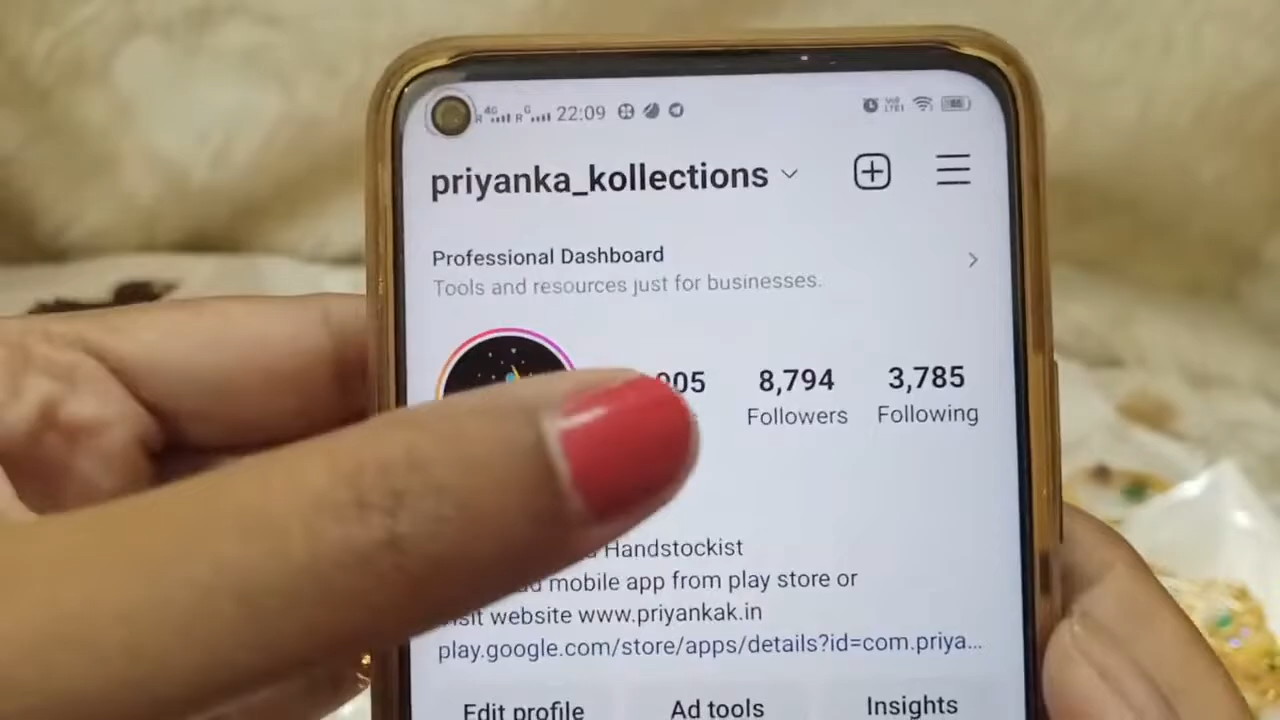 4G G 22:09
priyanka_kollections
Professional Dashboard
Tools and resources just for businesses.
8,794 3,785
Followers Following
Handstockist
mobile app from play store or
website www.priyankak.in
play.google.com/store/apps/details?id=com.priya...
Edit profile Ad tools Insights